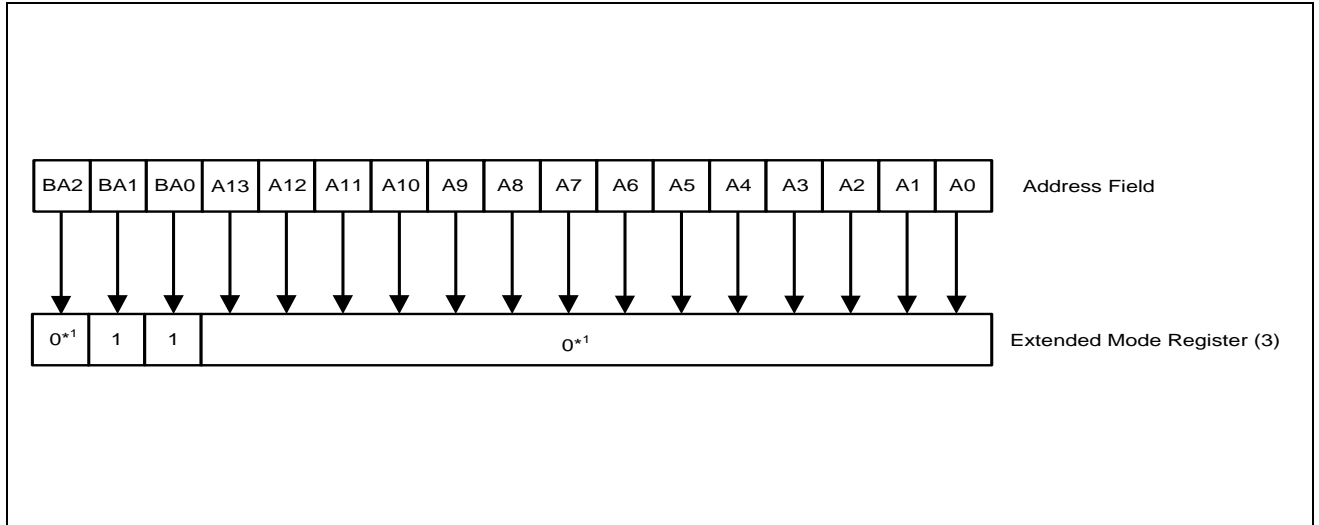 BA2 BA1 BA0 A13 A12 A11 A10 A9 A8 A7 A6 A5 A4 A3 A2 A1 A0 Address Field
0*1 1 1 0*1 Extended Mode Register (3)